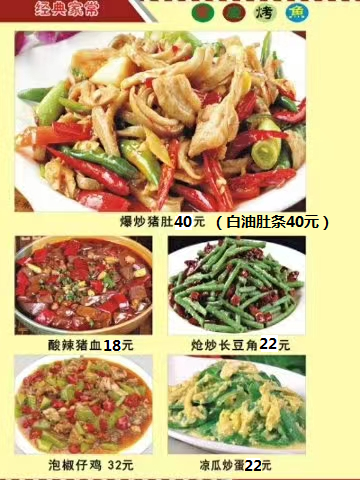 经典家常
烤鱼
爆炒猪肚40元 （白油肚条40元）
酸辣猪血18元
炝炒长豆角22元
泡椒仔鸡 32元
凉瓜炒蛋22元